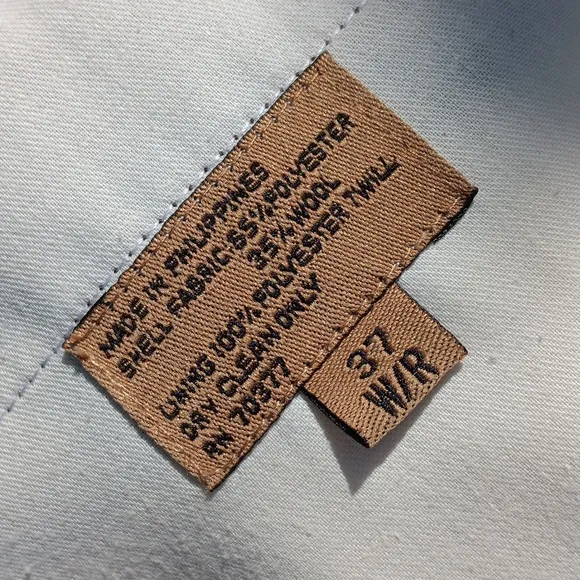 MADE IN PHILIPPINES
SHELL FABRIC 65% POLYESTER
35% WOOL
LINING 100% POLYESTER TWILL
DRY CLEAN ONLY
RN 70377
37
W/R